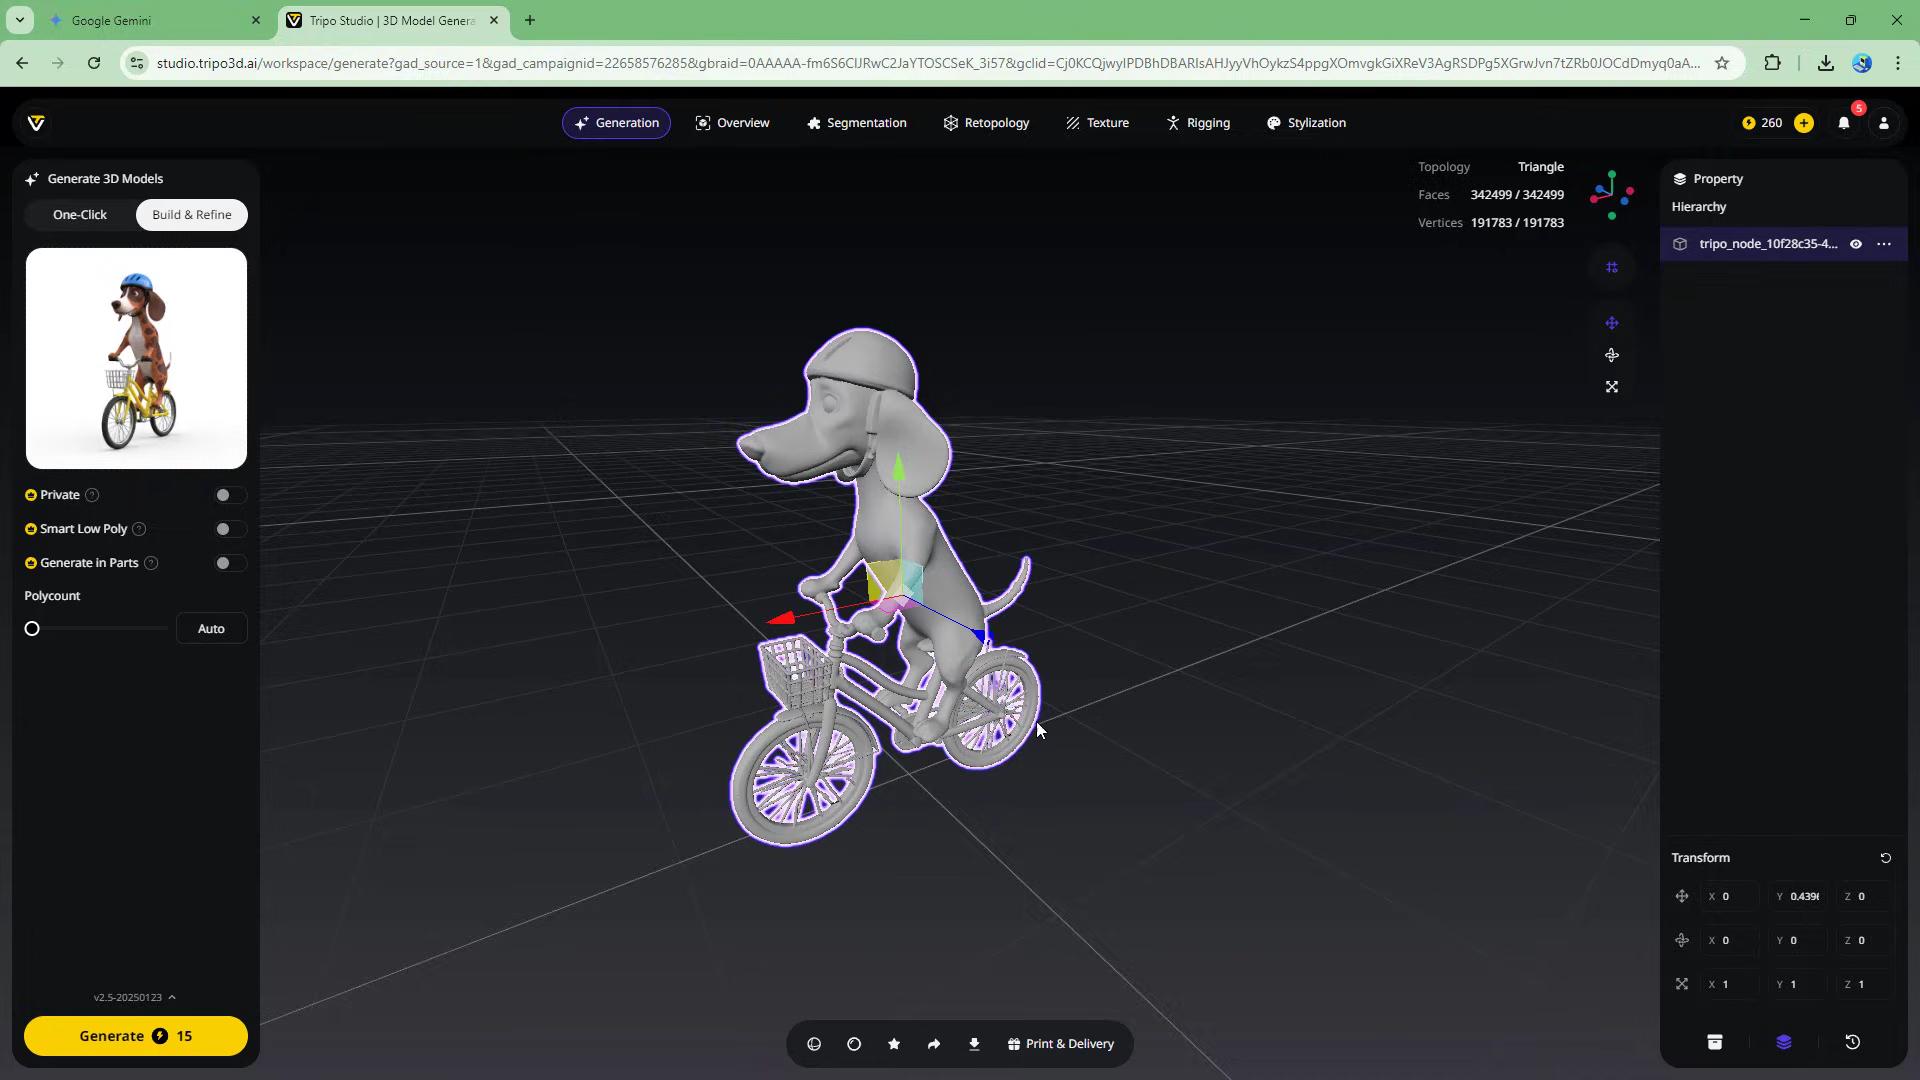 Google Gemini
Tripo Studio | 3D Model Genera
studio.tripo3d.ai/workspace/generate?gad_source=1&gad_campaignid=22658576285&gbraid=0AAAAA-fm6S6ClJRwC2JaYTOSCSeK_3i57&gclid=Cj0KCQjwyIPDBhDBARIsAHJyyVhOykzS4ppgXOmvgkGiXReV3AgRSDPg5XGrwJvn7tZRb0JOCdDmyq0aA...
Generation
Overview
Segmentation
Retopology
Texture
Rigging
Stylization
260
5
Generate 3D Models
One-Click
Build & Refine
Private
Smart Low Poly
Generate in Parts
Polycount
Auto
v2.5-20250123
Generate 15
Topology Triangle
Faces 342499 / 342499
Vertices 191783 / 191783
Print & Delivery
Property
Hierarchy
tripo_node_10f28c35-4...
Transform
X 0 Y 0.439 Z 0
X 0 Y 0 Z 0
X 1 Y 1 Z 1